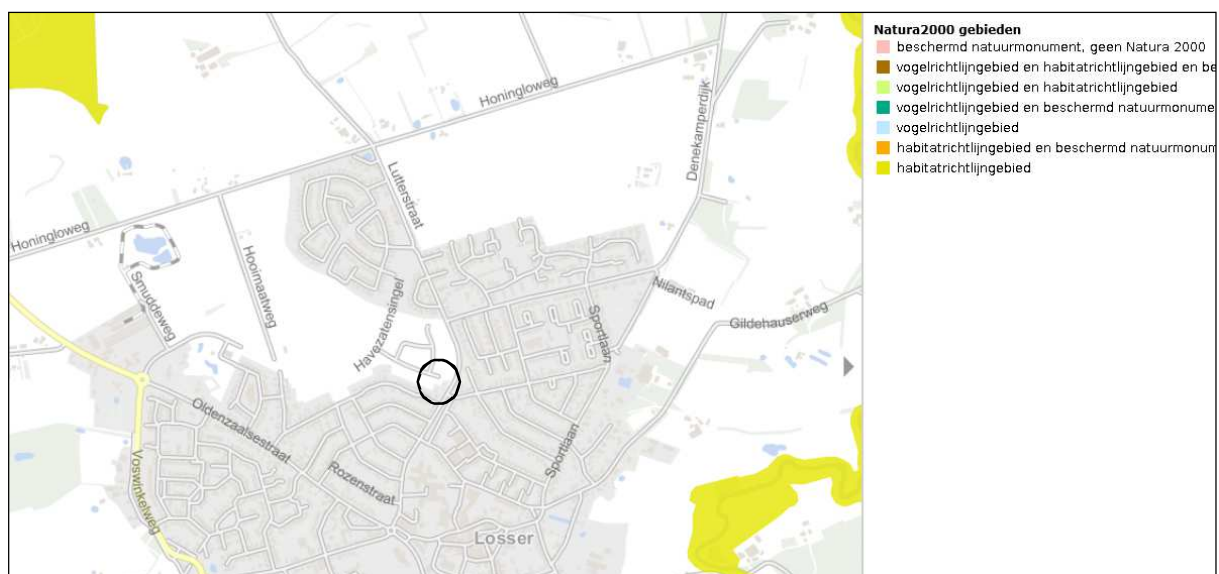 Honingloweg
Denekamperdijk
Lutterstraat
Honingloweg
Hooimaatweg
Smuddeweg
Havezatensingel
Nilantspad
Gildehauserweg
Sportlaan
Oldenzaalsestraat
Voswinkelweg
Rozenstraat
Sportlaan
Losser
Natura2000 gebieden
beschermd natuurmonument, geen Natura 2000
vogelrichtlijngebied en habitatrichtlijngebied en be
vogelrichtlijngebied en habitatrichtlijngebied
vogelrichtlijngebied en beschermd natuurmonume
vogelrichtlijngebied
habitatrichtlijngebied en beschermd natuurmonum
habitatrichtlijngebied